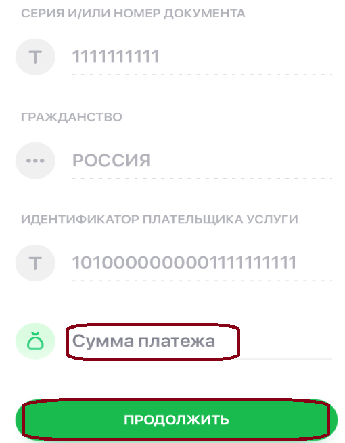 СЕРИЯ И/ИЛИ НОМЕР ДОКУМЕНТА
T 1111111111
ГРАЖДАНСТВО
РОССИЯ
ИДЕНТИФИКАТОР ПЛАТЕЛЬЩИКА УСЛУГИ
T 1010000000001111111111
Сумма платежа
ПРОДОЛЖИТЬ